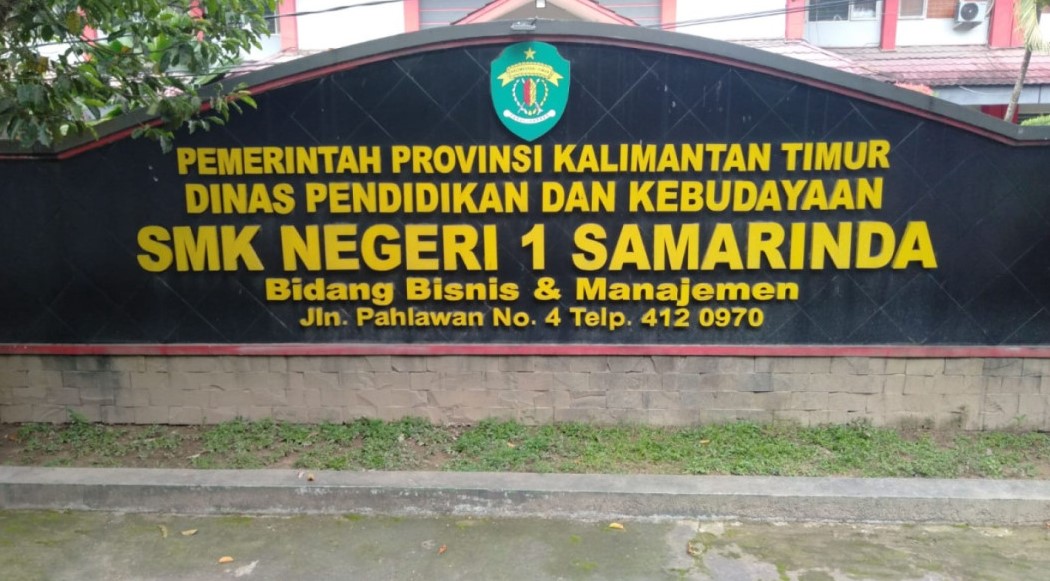 PEMERINTAH PROVINSI KALIMANTAN TIMUR
DINAS PENDIDIKAN DAN KEBUDAYAAN
SMK NEGERI 1 SAMARINDA
Bidang Bisnis & Manajemen
Jln. Pahlawan No. 4 Telp. 412 0970